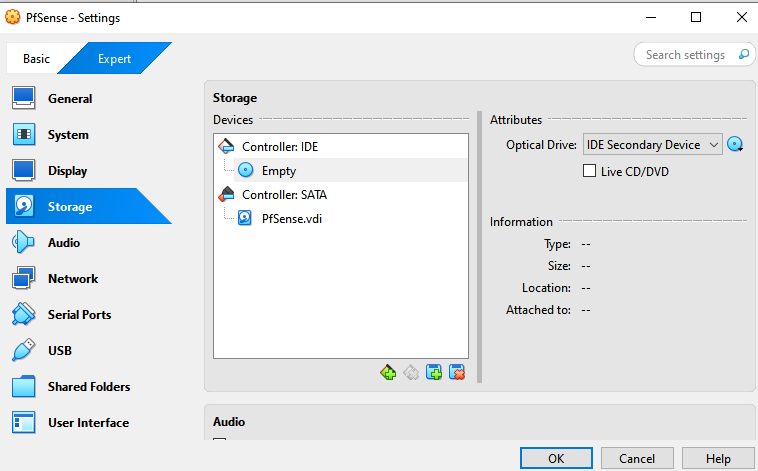 PfSense - Settings
Basic
Expert
Search settings
General
System
Display
Storage
Audio
Network
Serial Ports
USB
Shared Folders
User Interface
Storage
Devices
Controller: IDE
Empty
Controller: SATA
PfSense.vdi
Attributes
Optical Drive: IDE Secondary Device
Live CD/DVD
Information
Type: --
Size: --
Location: --
Attached to: --
Audio
OK
Cancel
Help